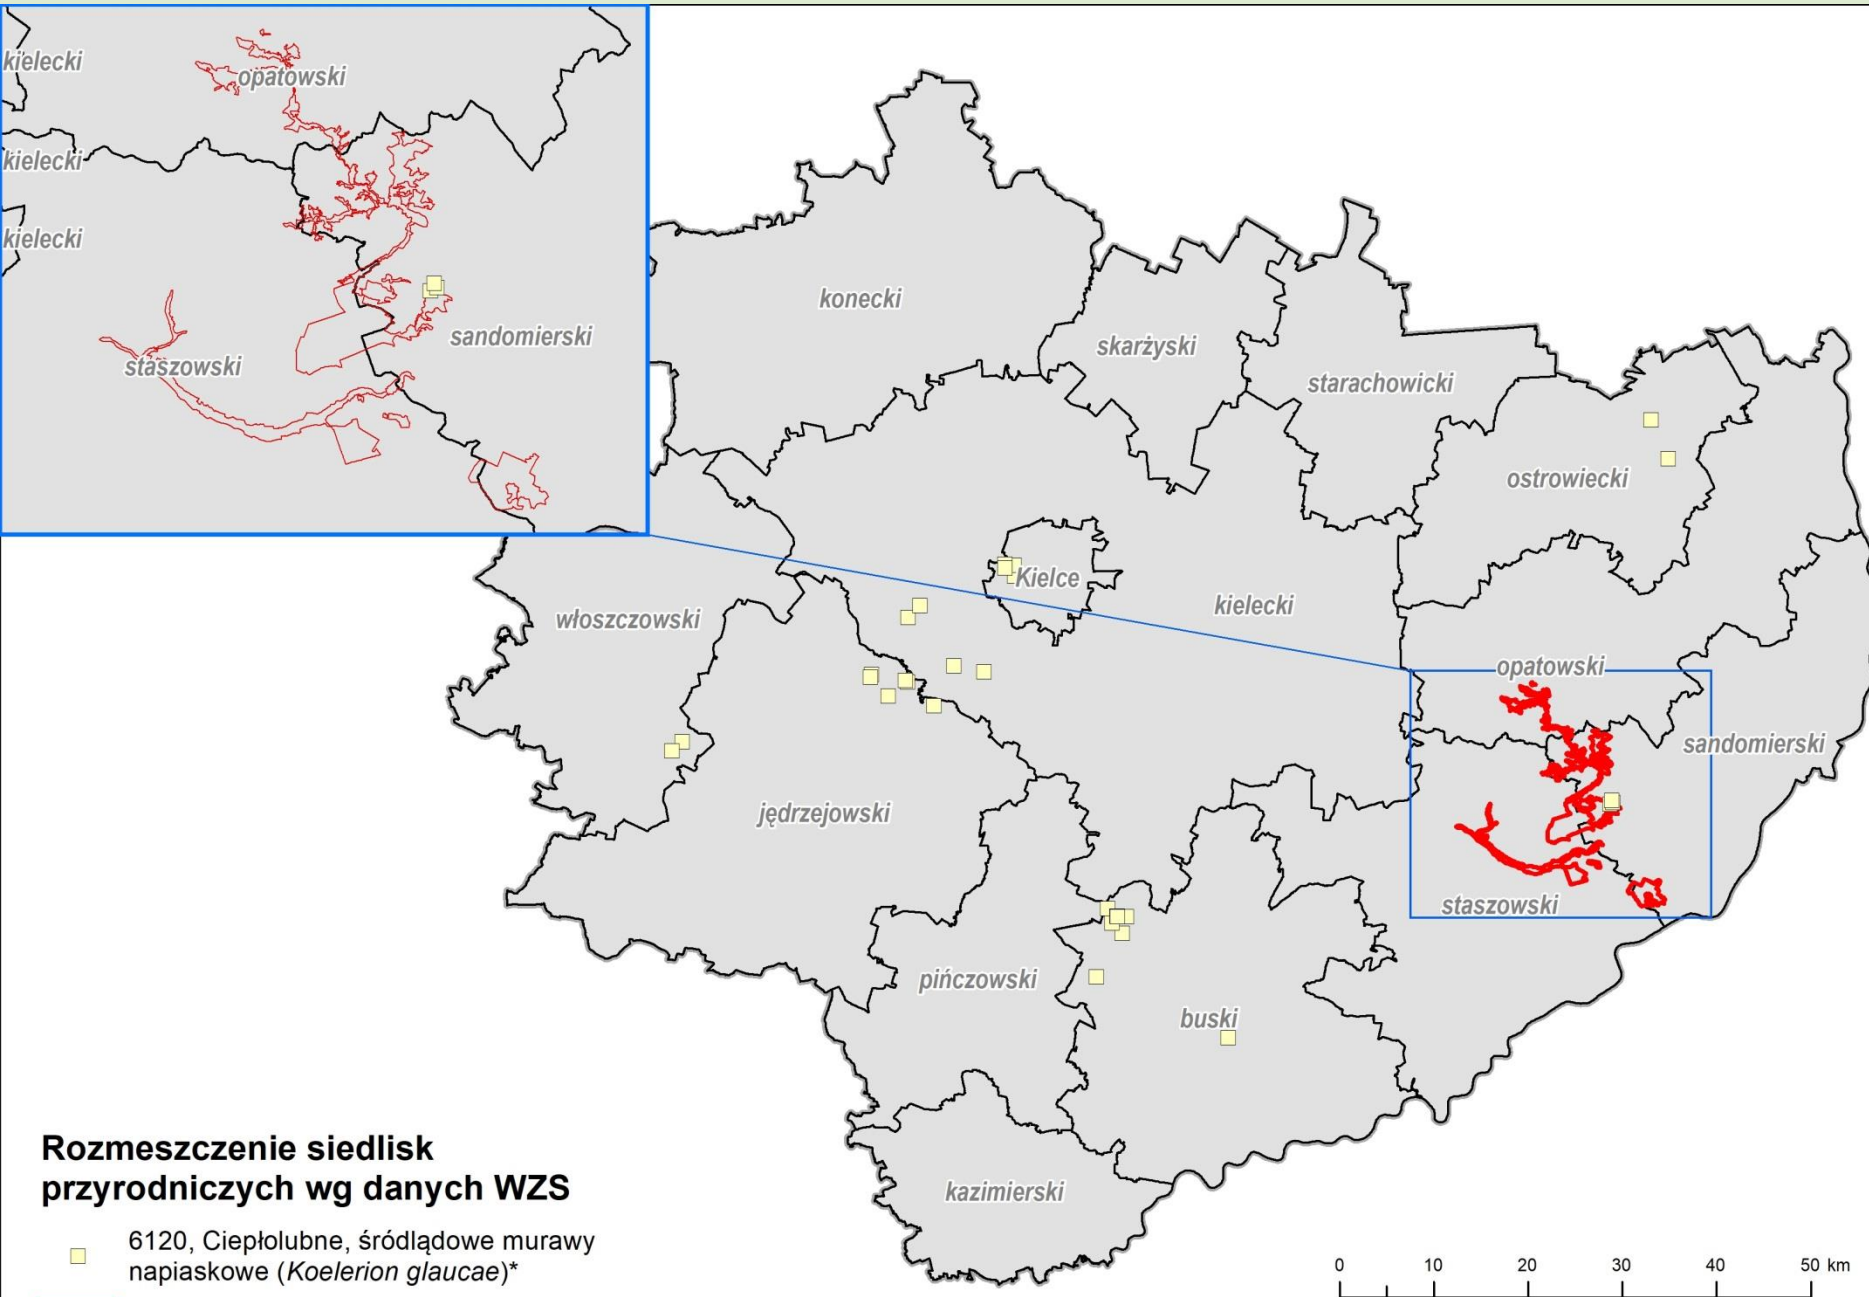 kielecki
opatowski
kielecki
kielecki
sandomierski
staszowski
konecki
skarżyski
starachowicki
ostrowiecki
Kielce
kielecki
włoszczowski
opatowski
sandomierski
jędrzejowski
staszowski
pińczowski
buski
kazimierski
Rozmeszczenie siedlisk
przyrodniczych wg danych WZS
6120, Ciepłolubne, śródlądowe murawy
napiaskowe (Koelerion glaucae)*
0 10 20 30 40 50 km